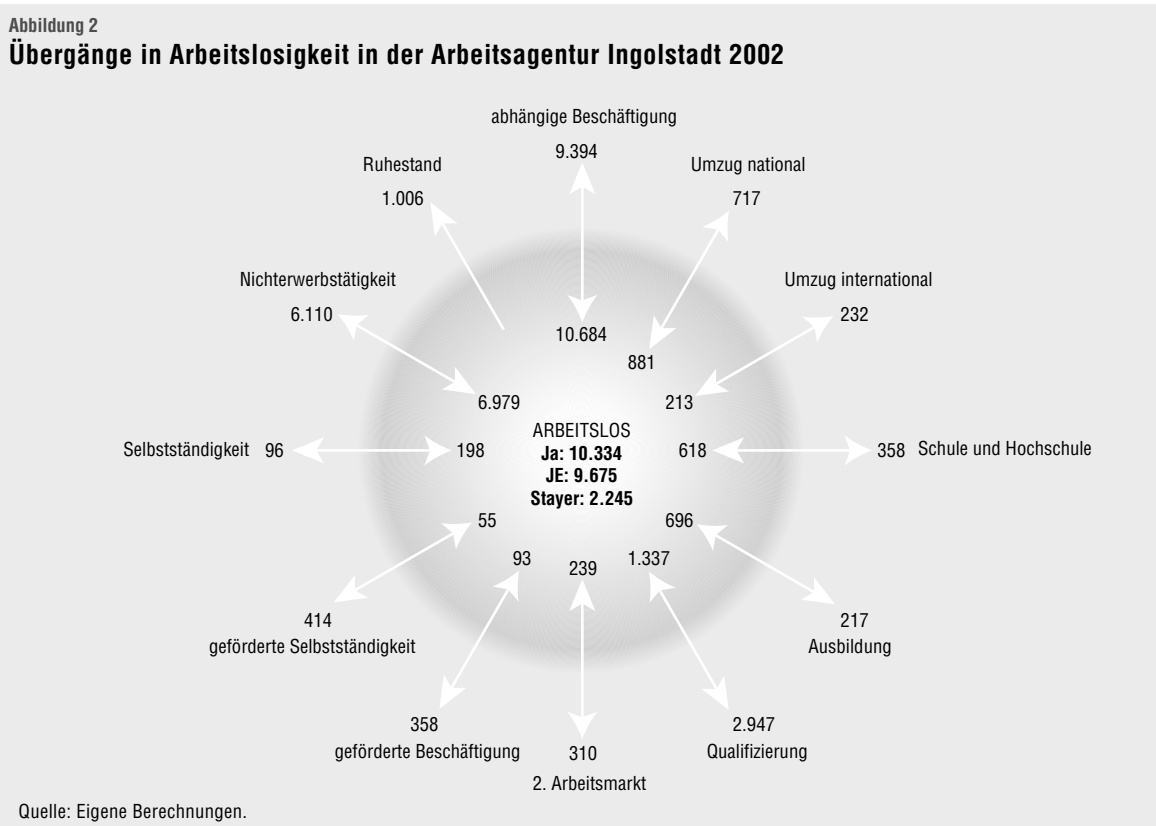 Abbildung 2
Übergänge in Arbeitslosigkeit in der Arbeitsagentur Ingolstadt 2002
abhängige Beschäftigung
9.394
Ruhestand
1.006
Umzug national
717
Nichterwerbstätigkeit
6.110
Umzug international
232
10.684
881
6.979
213
Selbstständigkeit 96
198
ARBEITSLOS
Ja: 10.334
JE: 9.675
Stayer: 2.245
618
358 Schule und Hochschule
55
696
93
239
1.337
414
geförderte Selbstständigkeit
217
Ausbildung
358
geförderte Beschäftigung
310
2. Arbeitsmarkt
2.947
Qualifizierung
Quelle: Eigene Berechnungen.